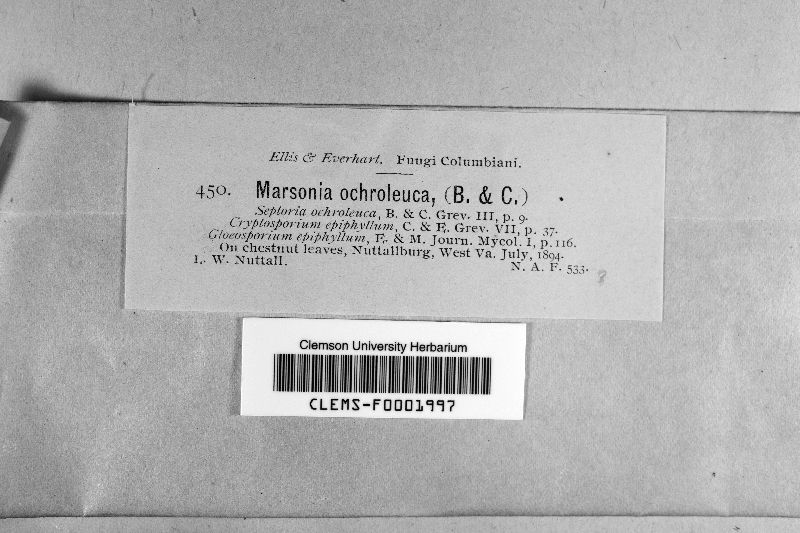 Ellis & Everhart. Fungi Columbiani.
450. Marsonia ochroleuca, (B. & C.)
Septoria ochroleuca, B. & C. Grev. III, p. 9.
Cryptosporium epiphyllum, C. & E. Grev. VII, p. 37.
Gloeosporium epiphyllum, E. & M. Journ. Mycol. I, p. 116.
On chestnut leaves, Nuttallburg, West Va. July, 1894.
L. W. Nuttall. N. A. F. 533. ?
Clemson University Herbarium
CLEMS-F0001997